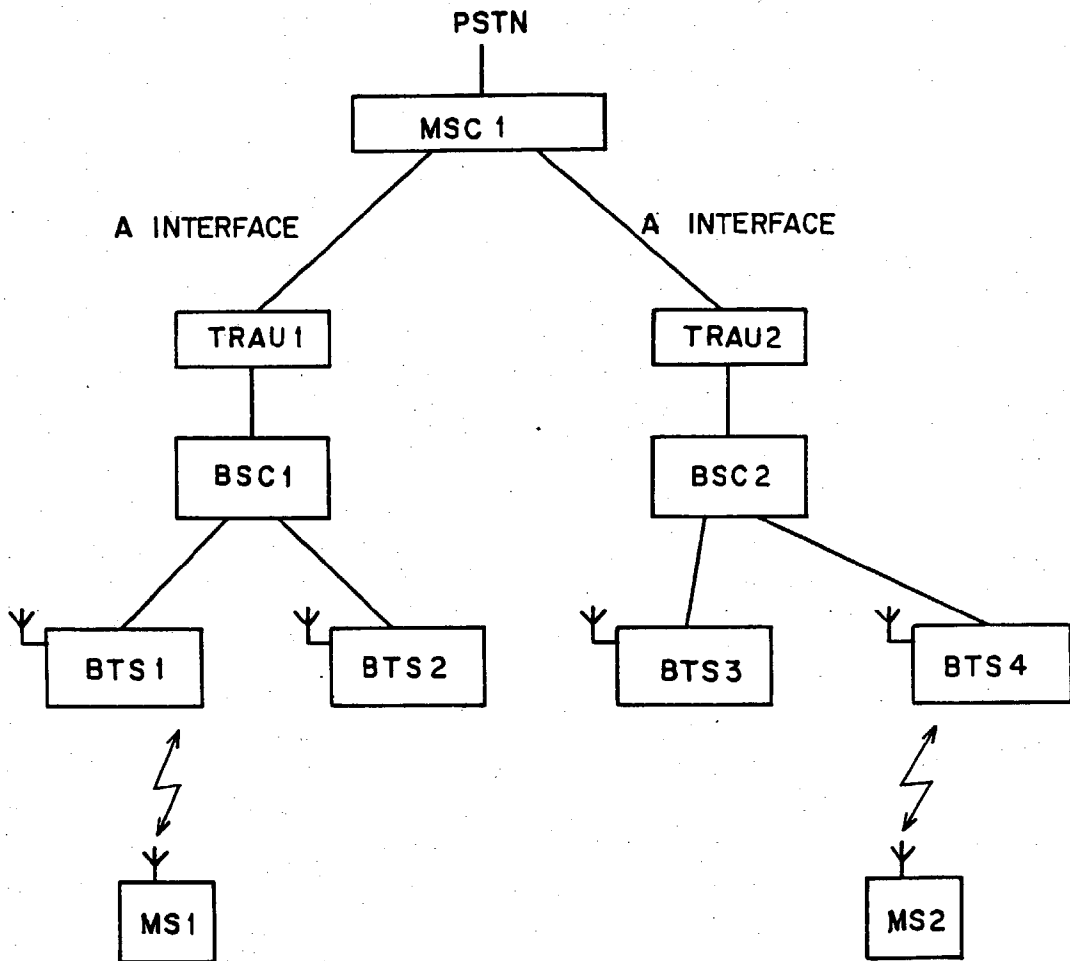 PSTN
MSC 1
A INTERFACE
A INTERFACE
TRAU1
TRAU2
BSC1
BSC2
BTS1
BTS2
BTS3
BTS4
MS1
MS2